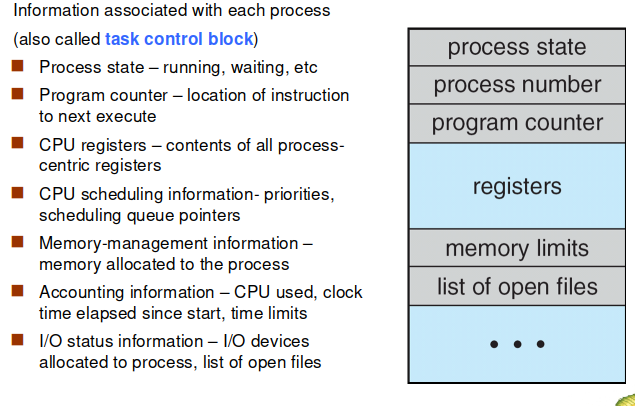 Information associated with each process
(also called task control block)
Process state – running, waiting, etc
Program counter – location of instruction
to next execute
CPU registers – contents of all process-
centric registers
CPU scheduling information- priorities,
scheduling queue pointers
Memory-management information –
memory allocated to the process
Accounting information – CPU used, clock
time elapsed since start, time limits
I/O status information – I/O devices
allocated to process, list of open files
process state
process number
program counter
registers
memory limits
list of open files
• • •